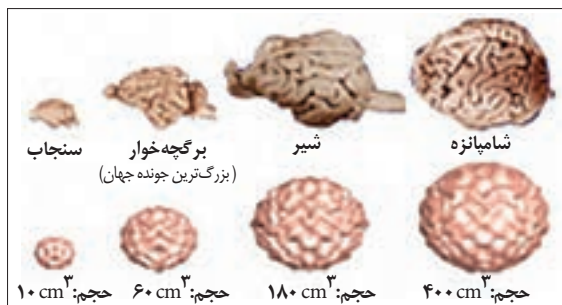 شامپانزه
شیر
برگچه‌خوار
(بزرگ‌ترین جونده جهان)
سنجاب
حجم: ۴۰۰ cm³
حجم: ۱۸۰ cm³
حجم: ۶۰ cm³
حجم: ۱۰ cm³